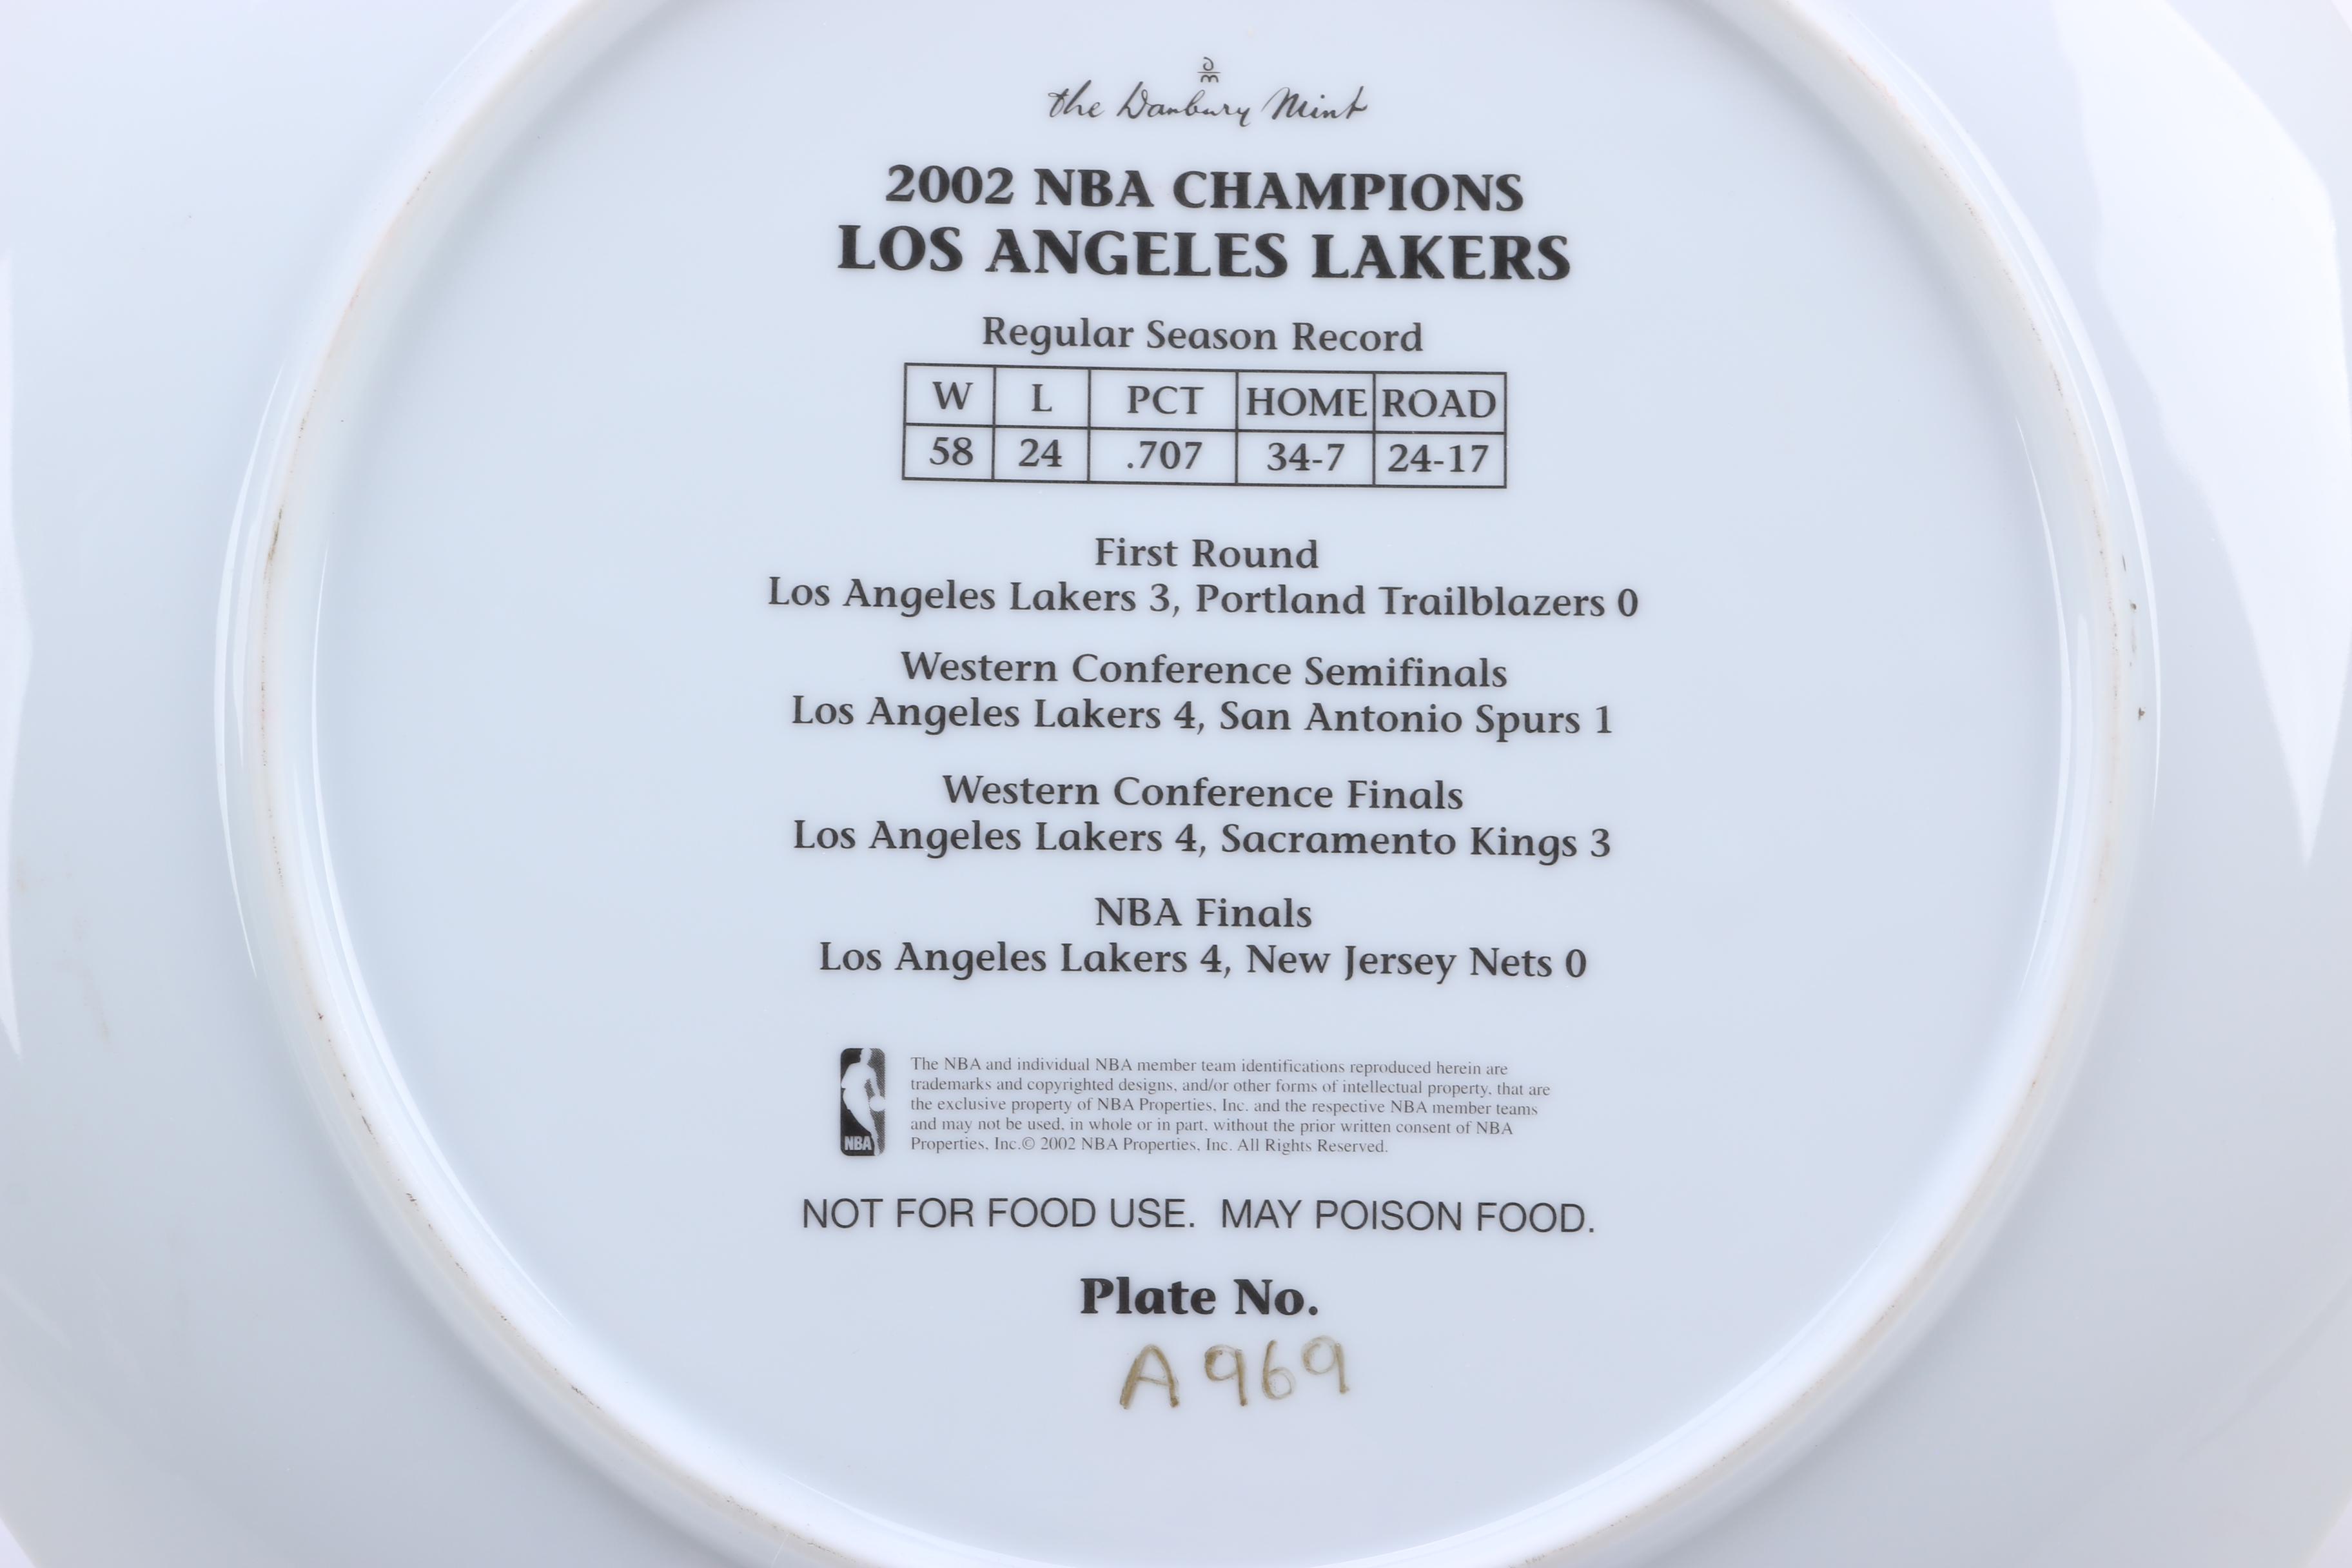 the Danbury Mint
2002 NBA CHAMPIONS
LOS ANGELES LAKERS
Regular Season Record
W L PCT HOME ROAD
58 24 .707 34-7 24-17
First Round
Los Angeles Lakers 3, Portland Trailblazers 0
Western Conference Semifinals
Los Angeles Lakers 4, San Antonio Spurs 1
Western Conference Finals
Los Angeles Lakers 4, Sacramento Kings 3
NBA Finals
Los Angeles Lakers 4, New Jersey Nets 0
The NBA and individual NBA member team identifications reproduced herein are
trademarks and copyrighted designs, and/or other forms of intellectual property, that are
the exclusive property of NBA Properties, Inc. and the respective NBA member teams
and may not be used, in whole or in part, without the prior written consent of NBA
Properties, Inc.© 2002 NBA Properties, Inc. All Rights Reserved.
NBA
NOT FOR FOOD USE. MAY POISON FOOD.
Plate No.
A969